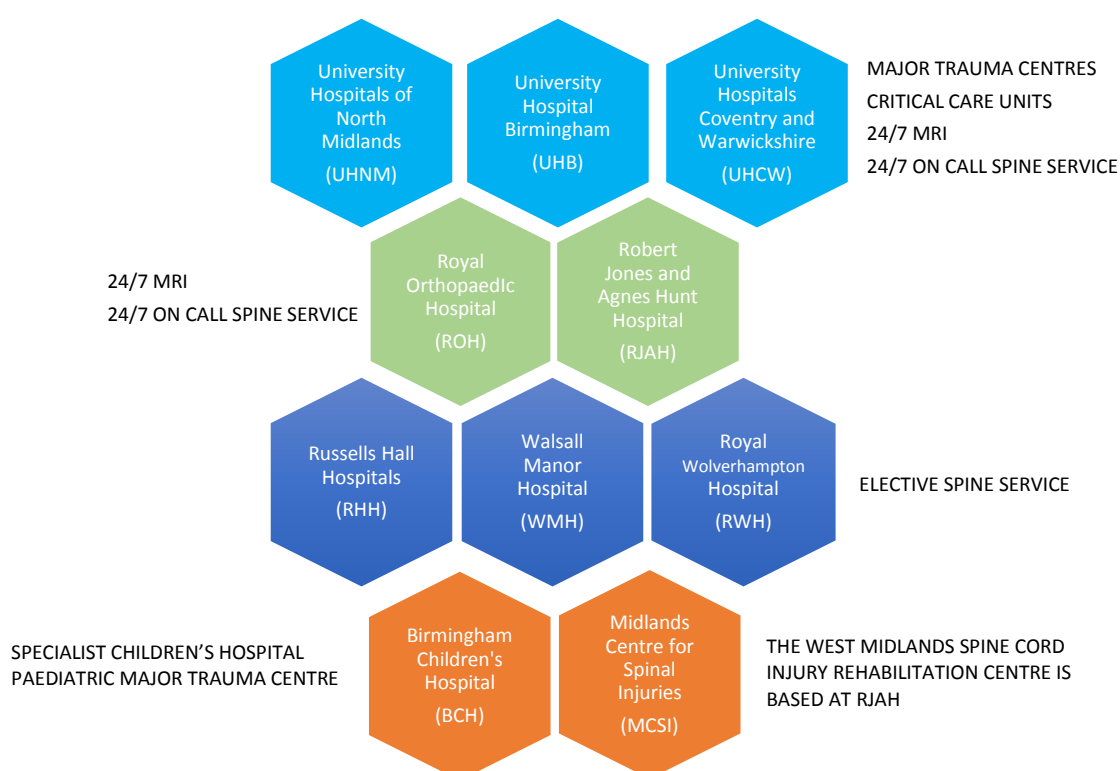 University
Hospitals of
North
Midlands
(UHNM)
University
Hospital
Birmingham
(UHB)
University
Hospitals
Coventry and
Warwickshire
(UHCW)
MAJOR TRAUMA CENTRES
CRITICAL CARE UNITS
24/7 MRI
24/7 ON CALL SPINE SERVICE
24/7 MRI
24/7 ON CALL SPINE SERVICE
Royal
OrthopaedIc
Hospital
(ROH)
Robert
Jones and
Agnes Hunt
Hospital
(RJAH)
Russells Hall
Hospitals
(RHH)
Walsall
Manor
Hospital
(WMH)
Royal
Wolverhampton
Hospital
(RWH)
ELECTIVE SPINE SERVICE
SPECIALIST CHILDREN’S HOSPITAL
PAEDIATRIC MAJOR TRAUMA CENTRE
Birmingham
Children's
Hospital
(BCH)
Midlands
Centre for
Spinal
Injuries
(MCSI)
THE WEST MIDLANDS SPINE CORD
INJURY REHABILITATION CENTRE IS
BASED AT RJAH